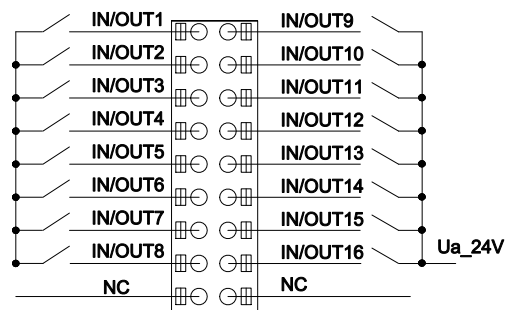 IN/OUT1
IN/OUT2
IN/OUT3
IN/OUT4
IN/OUT5
IN/OUT6
IN/OUT7
IN/OUT8
NC
IN/OUT9
IN/OUT10
IN/OUT11
IN/OUT12
IN/OUT13
IN/OUT14
IN/OUT15
IN/OUT16
NC
Ua_24V